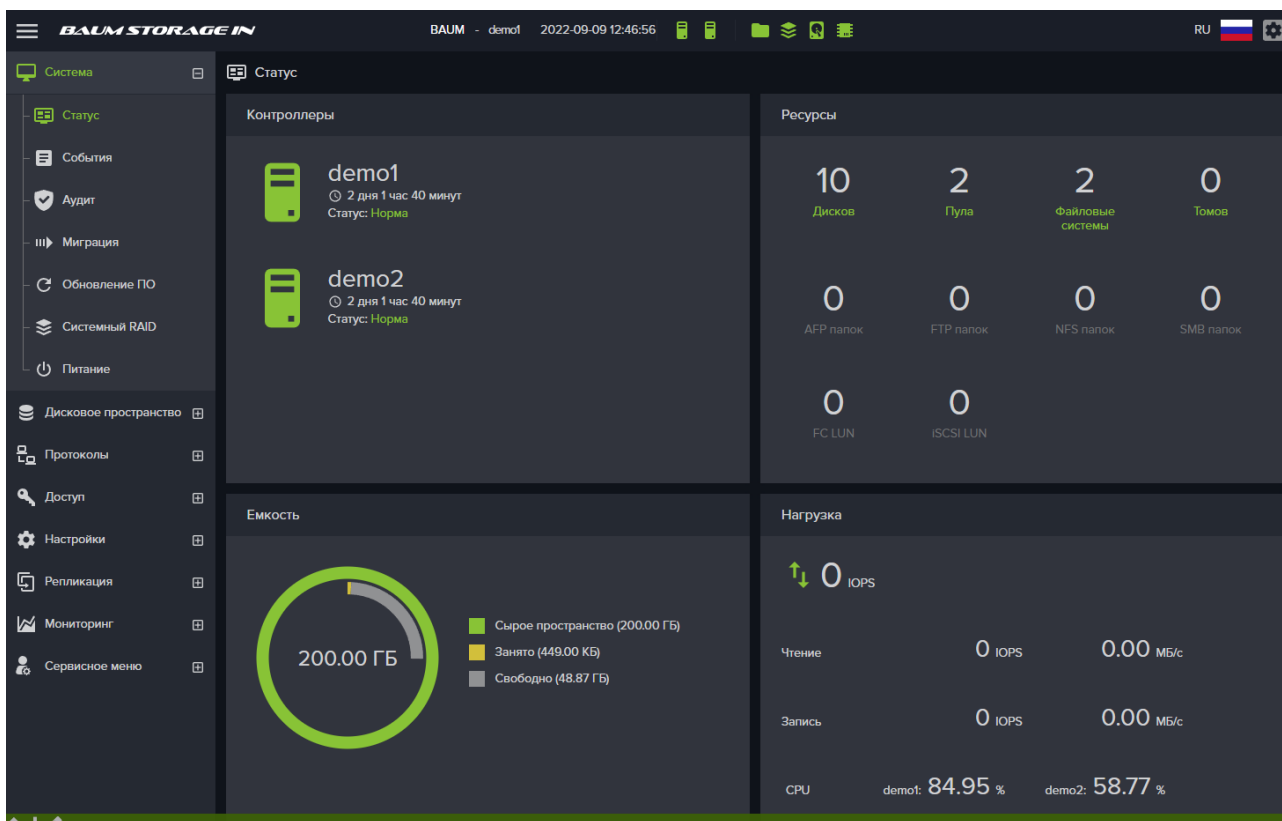 BAUM STORAGE IN
BAUM - demo1 2022-09-09 12:46:56
RU
Система
Статус
События
Аудит
Миграция
Обновление ПО
Системный RAID
Питание
Дисковое пространство
Протоколы
Доступ
Настройки
Репликация
Мониторинг
Сервисное меню
Статус
Контроллеры
demo1
2 дня 1 час 40 минут
Статус: Норма
demo2
2 дня 1 час 40 минут
Статус: Норма
Ресурсы
10 2 2 0
Дисков Пула Файловые системы Томов
0 0 0 0
AFP папок FTP папок NFS папок SMB папок
0 0
FC LUN iSCSI LUN
Емкость
200.00 ГБ
Сырое пространство (200.00 ГБ)
Занято (449.00 КБ)
Свободно (48.87 ГБ)
Нагрузка
0 IOPS
Чтение 0 IOPS 0.00 МБ/с
Запись 0 IOPS 0.00 МБ/с
CPU demo1: 84.95 % demo2: 58.77 %